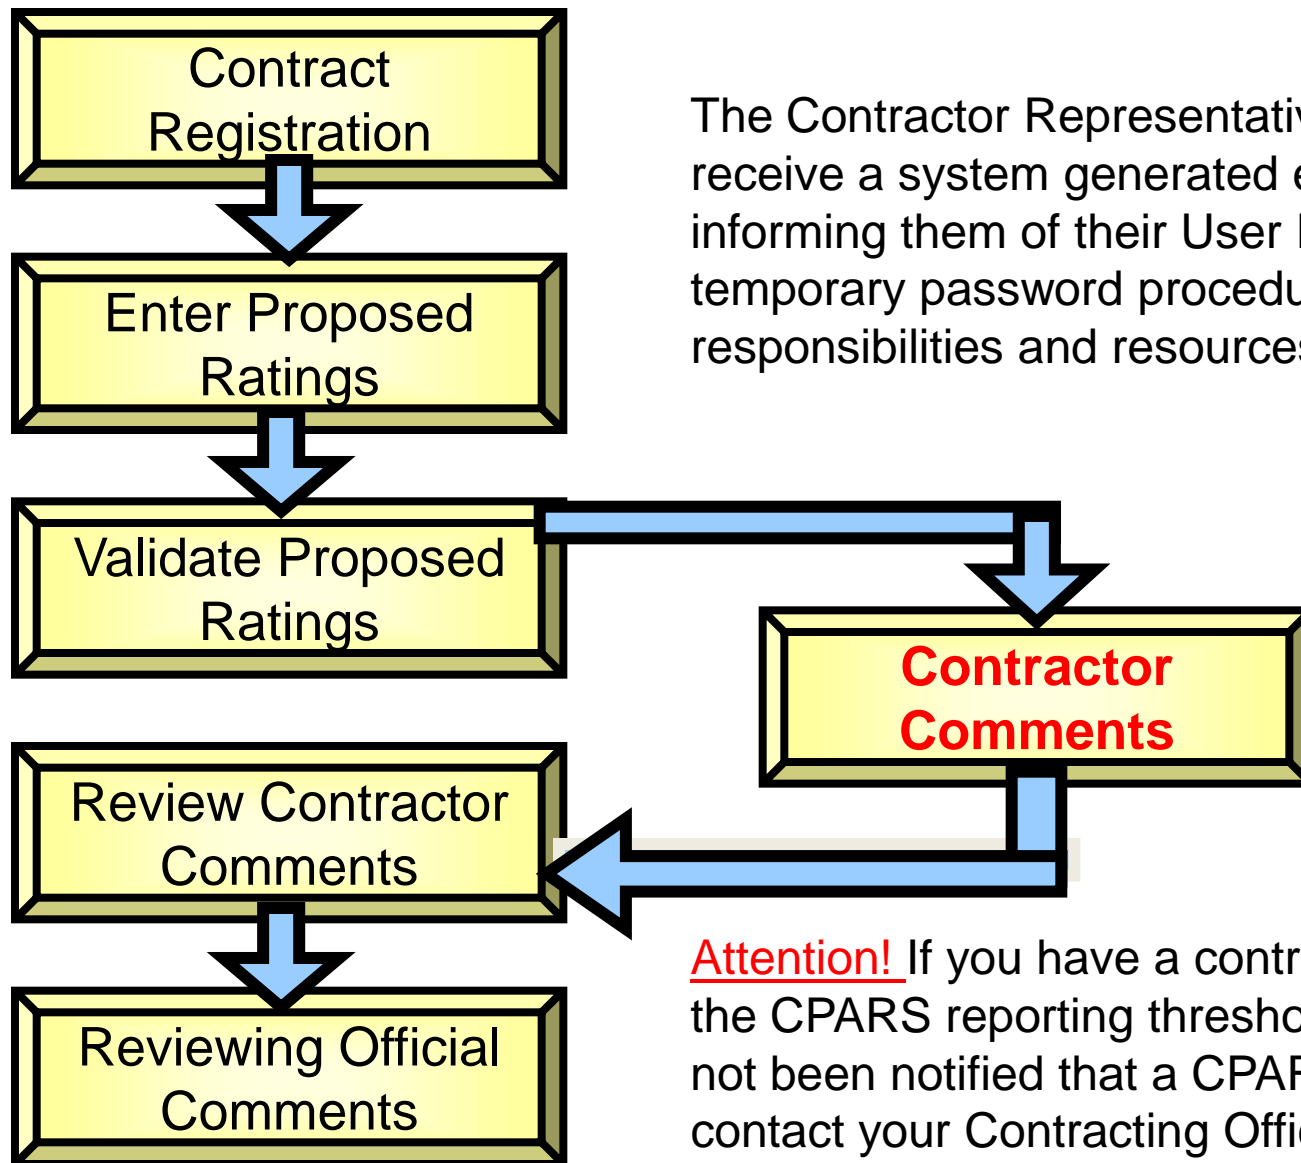 Contract
Registration
The Contractor Representativ
receive a system generated e
informing them of their User
temporary password procedu
responsibilities and resources
Enter Proposed
Ratings
Validate Proposed
Ratings
Contractor
Comments
Review Contractor
Comments
Attention! If you have a contr
the CPARS reporting thresho
not been notified that a CPAR
contact your Contracting Offi
Reviewing Official
Comments